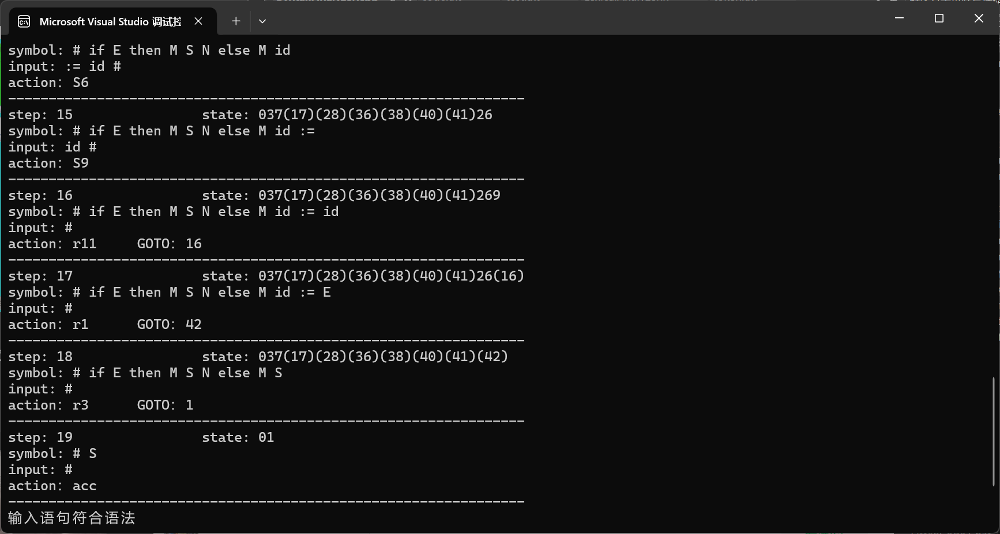 Microsoft Visual Studio 调试控
symbol: # if E then M S N else M id
input: := id #
action: S6
----------------------------------------------------------------
step: 15                state: 037(17)(28)(36)(38)(40)(41)26
symbol: # if E then M S N else M id :=
input: id #
action: S9
----------------------------------------------------------------
step: 16                state: 037(17)(28)(36)(38)(40)(41)269
symbol: # if E then M S N else M id := id
input: #
action: r11     GOTO: 16
----------------------------------------------------------------
step: 17                state: 037(17)(28)(36)(38)(40)(41)26(16)
symbol: # if E then M S N else M id := E
input: #
action: r1      GOTO: 42
----------------------------------------------------------------
step: 18                state: 037(17)(28)(36)(38)(40)(41)(42)
symbol: # if E then M S N else M S
input: #
action: r3      GOTO: 1
----------------------------------------------------------------
step: 19                state: 01
symbol: # S
input: #
action: acc
----------------------------------------------------------------
输入语句符合语法